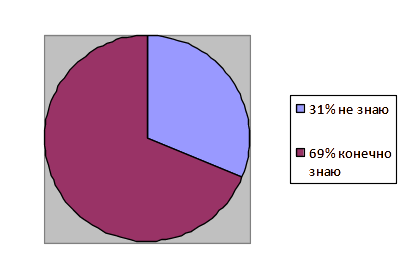 31% не знаю
69% конечно
знаю